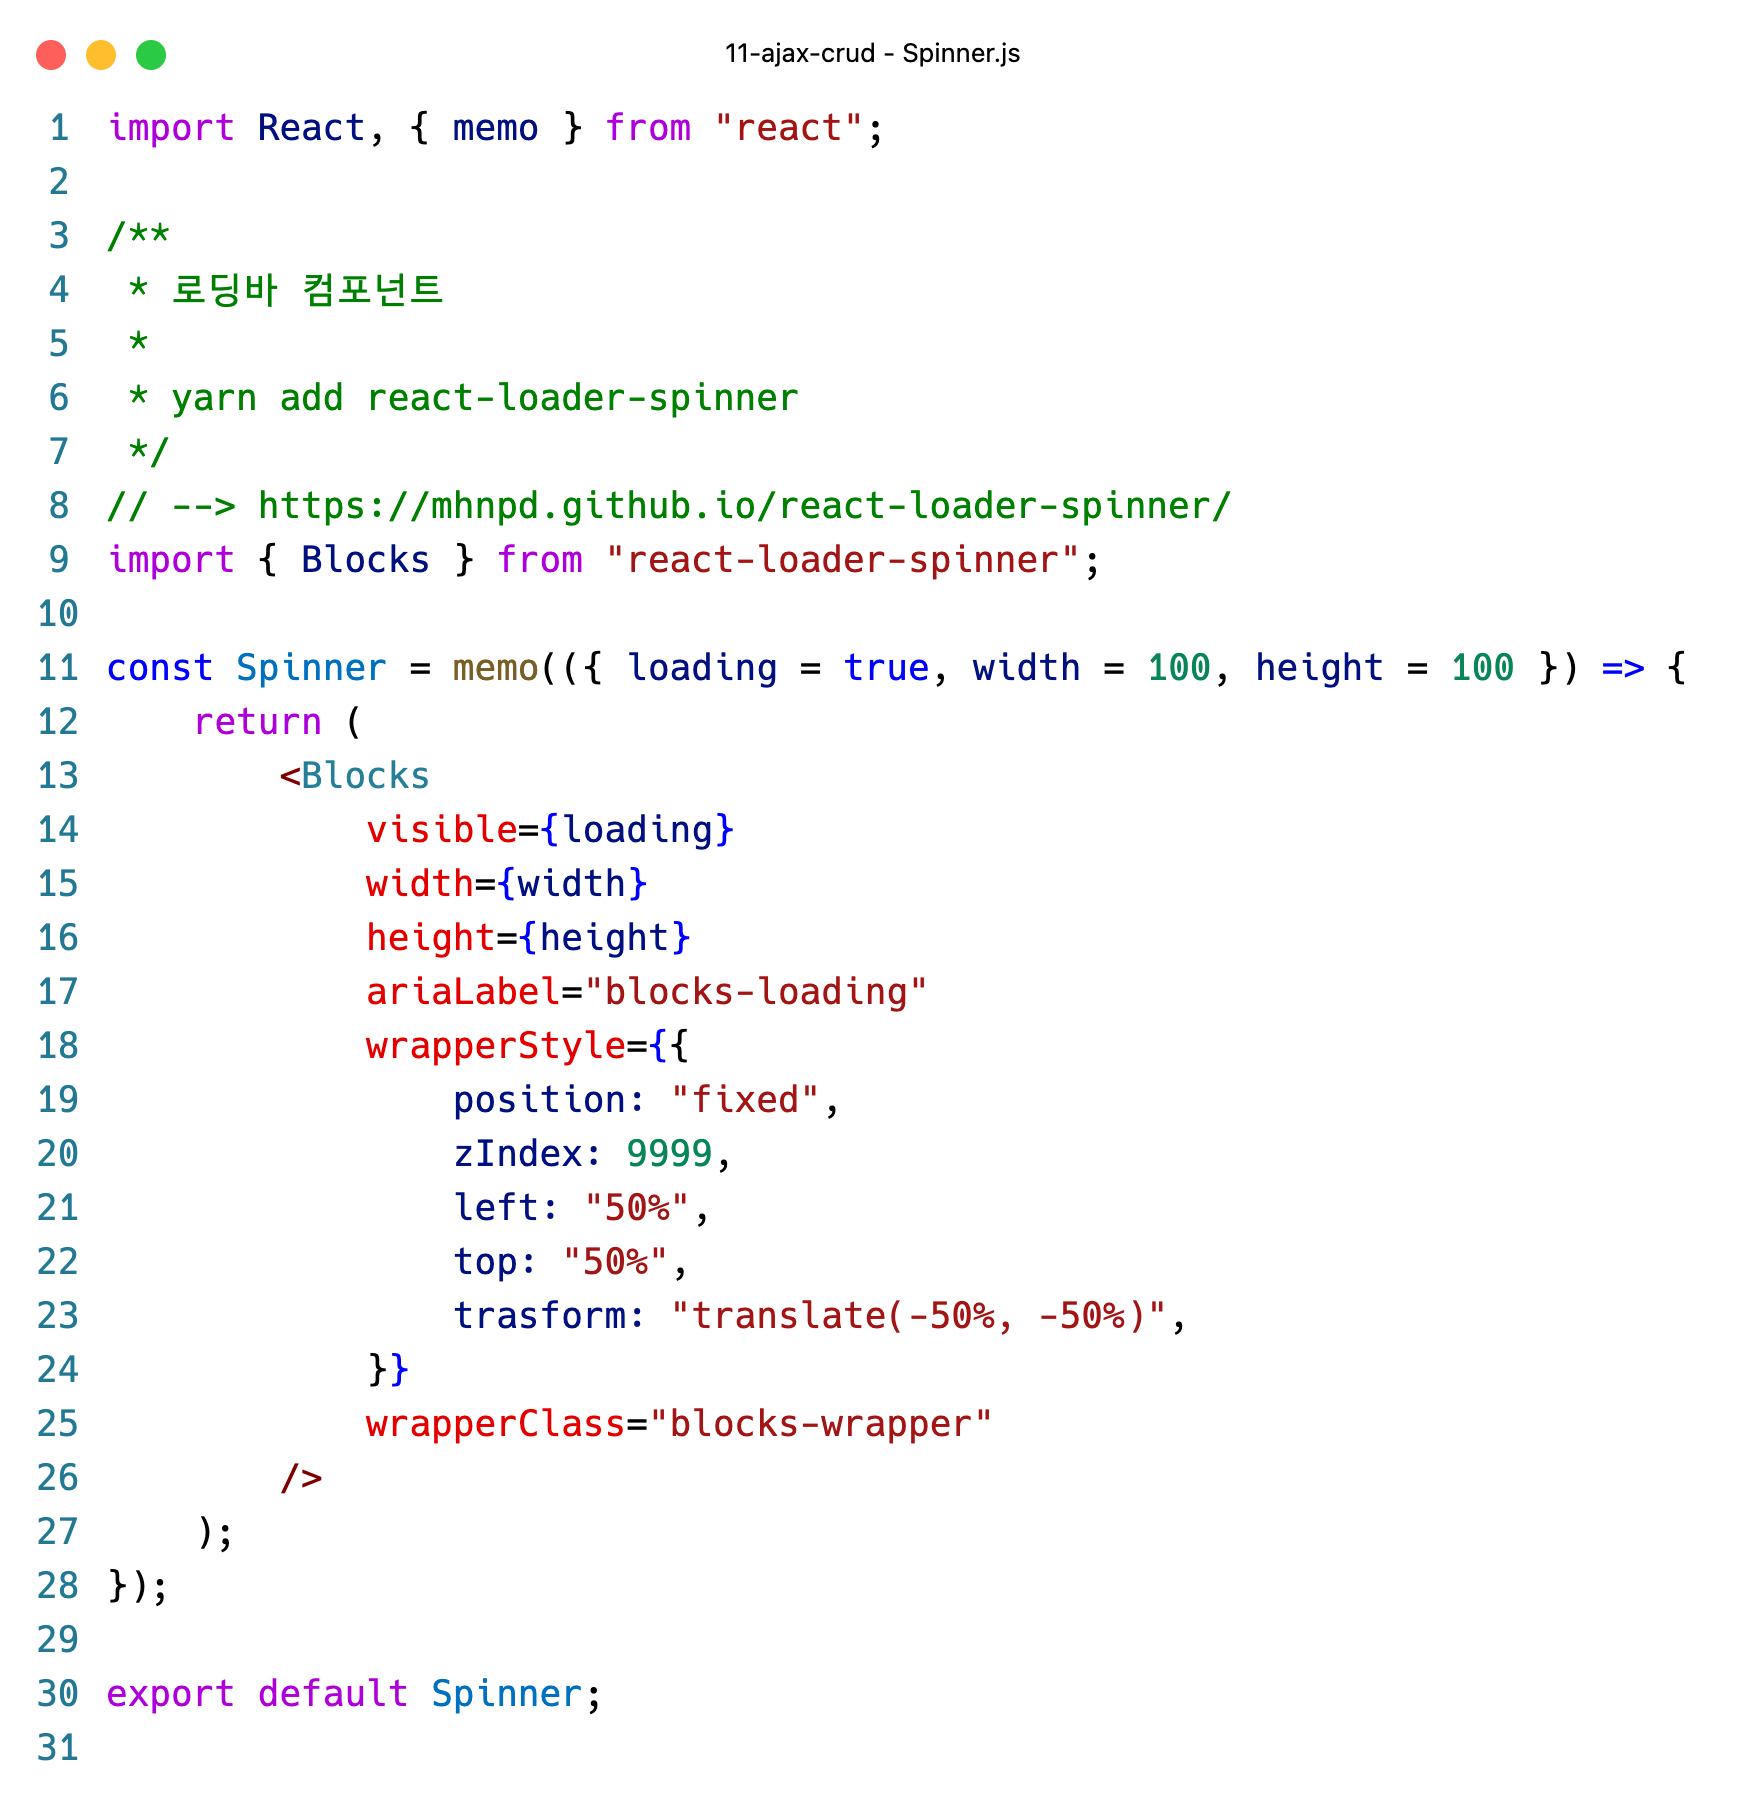 11-ajax-crud - Spinner.js
1 import React, { memo } from "react";
2
3 /**
4  * 로딩바 컴포넌트
5  *
6  * yarn add react-loader-spinner
7  */
8 // --> https://mhnpd.github.io/react-loader-spinner/
9 import { Blocks } from "react-loader-spinner";
10
11 const Spinner = memo(({ loading = true, width = 100, height = 100 }) => {
12     return (
13         <Blocks
14             visible={loading}
15             width={width}
16             height={height}
17             ariaLabel="blocks-loading"
18             wrapperStyle={{
19                 position: "fixed",
20                 zIndex: 9999,
21                 left: "50%",
22                 top: "50%",
23                 trasform: "translate(-50%, -50%)",
24             }}
25             wrapperClass="blocks-wrapper"
26         />
27     );
28 });
29
30 export default Spinner;
31